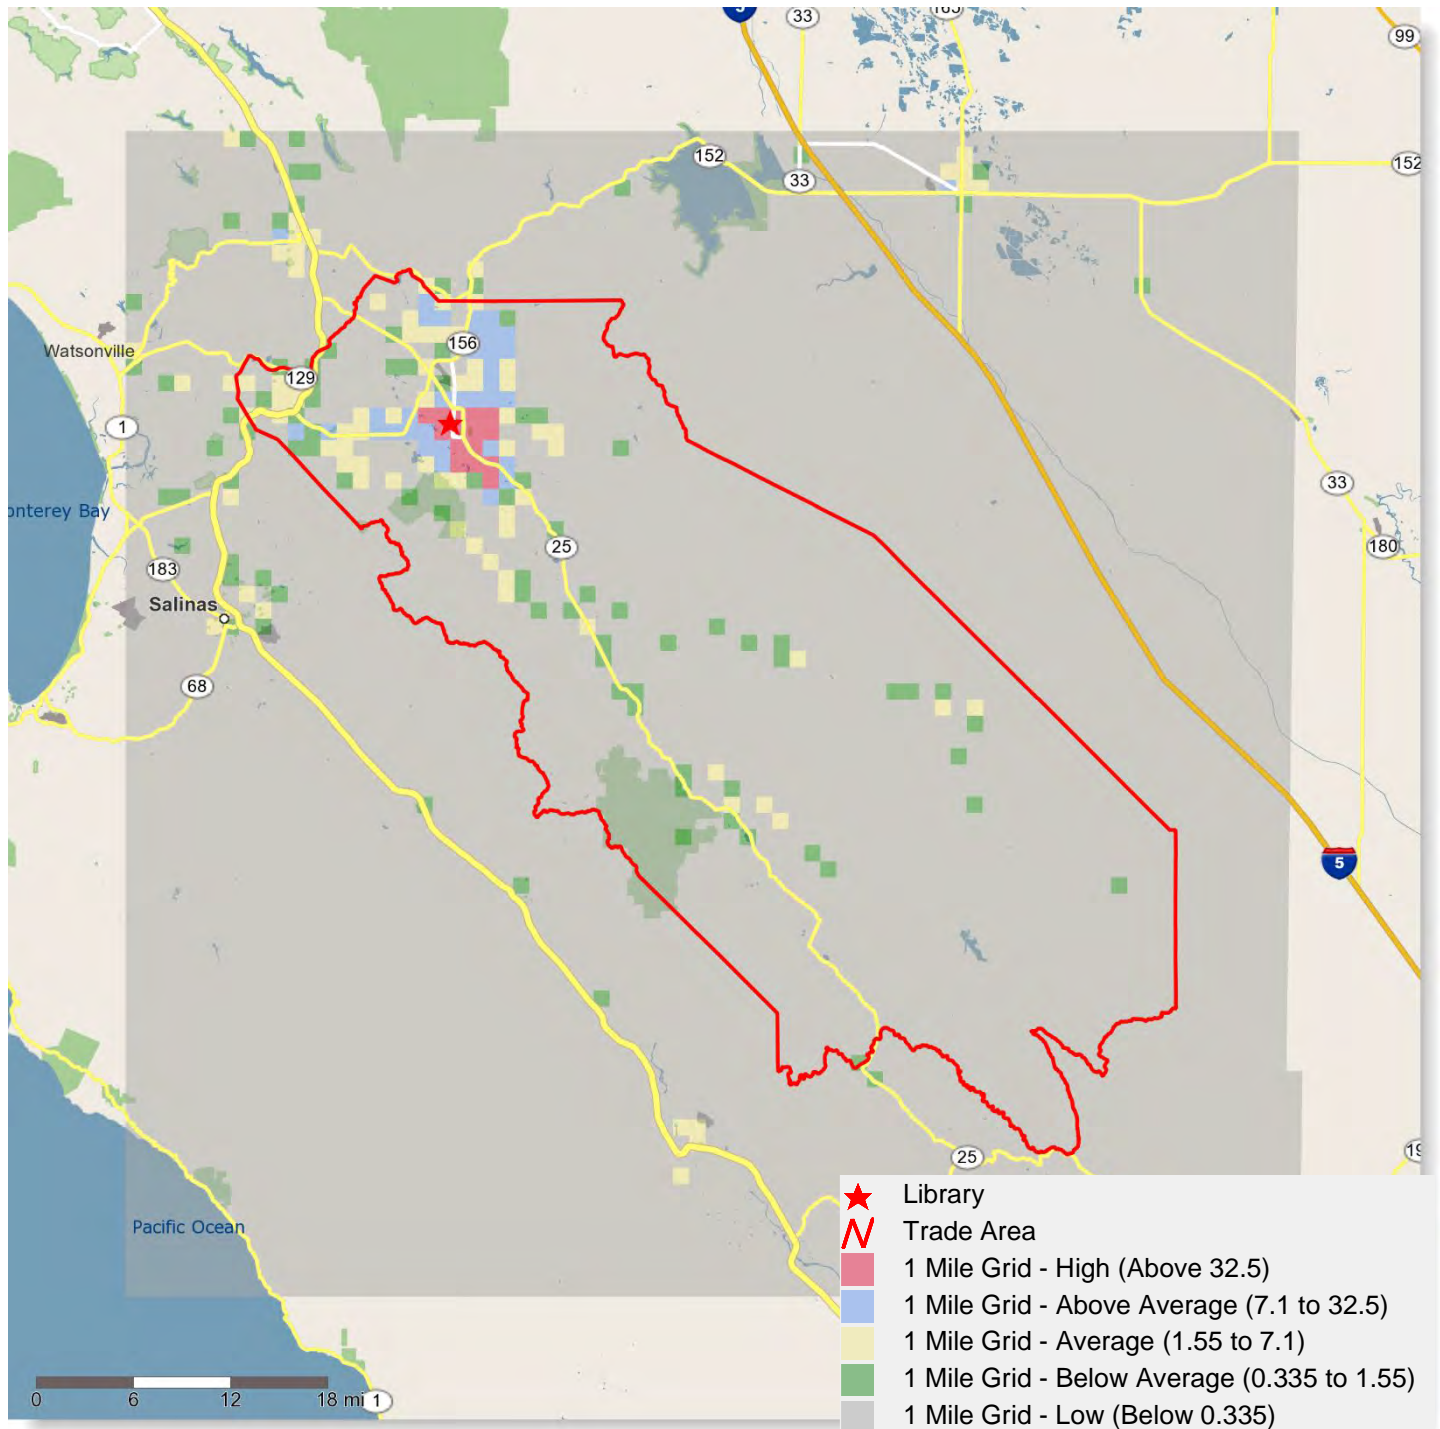 5
33
165
99
152
33
152
156
Watsonville
129
1
33
onterey Bay
180
25
183
Salinas
68
5
25
19
Library
Trade Area
Pacific Ocean
1 Mile Grid - High (Above 32.5)
1 Mile Grid - Above Average (7.1 to 32.5)
1 Mile Grid - Average (1.55 to 7.1)
1 Mile Grid - Below Average (0.335 to 1.55)
0 6 12 18 mi
1
1 Mile Grid - Low (Below 0.335)